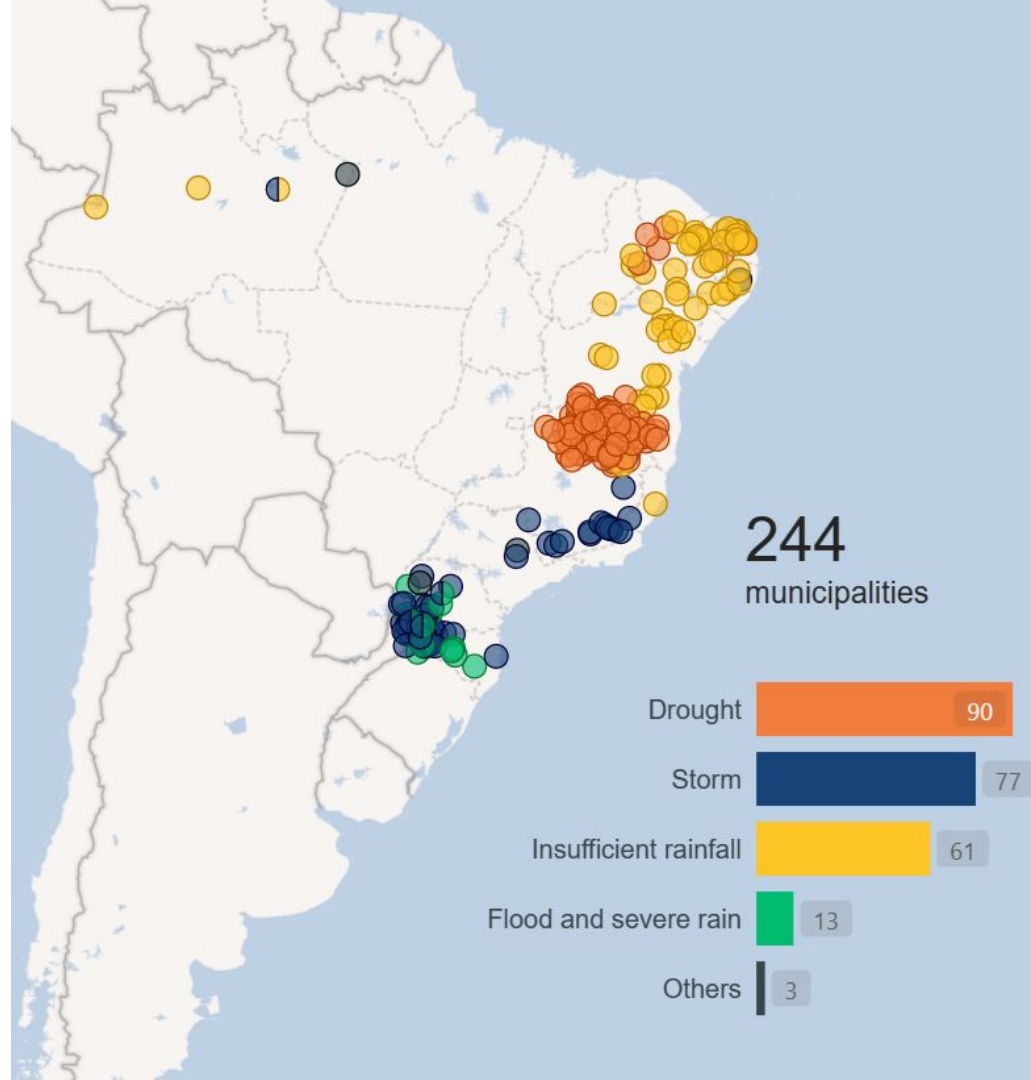 244
municipalities
Drought 90
Storm 77
Insufficient rainfall 61
Flood and severe rain 13
Others 3